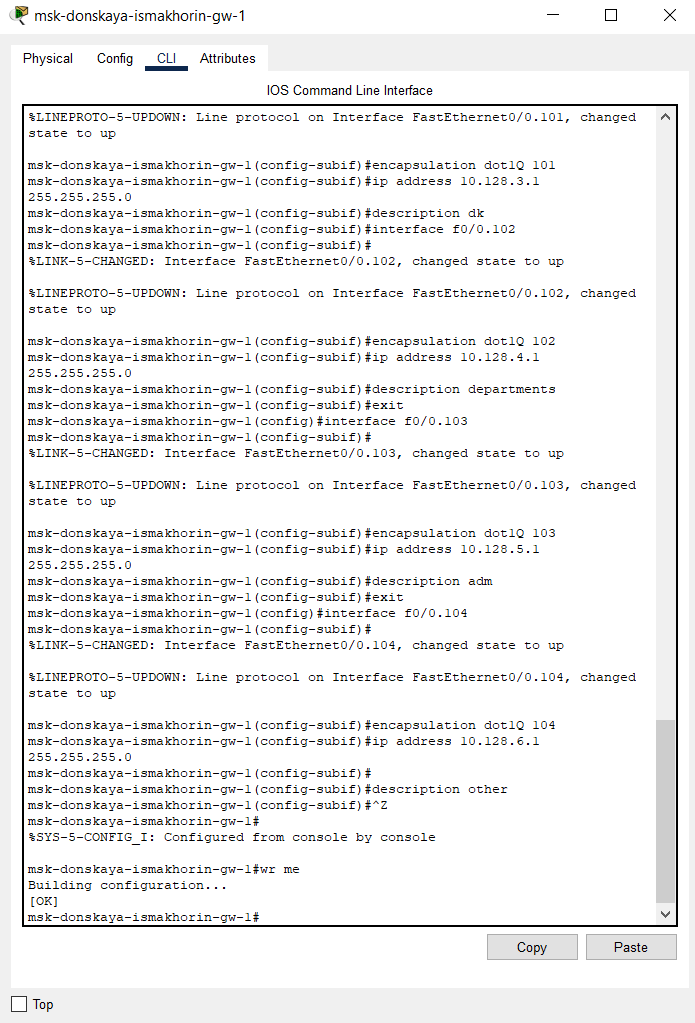 msk-donskaya-ismakhorin-gw-1
Physical Config CLI Attributes
IOS Command Line Interface
%LINEPROTO-5-UPDOWN: Line protocol on Interface FastEthernet0/0.101, changed
state to up
msk-donskaya-ismakhorin-gw-1(config-subif)#encapsulation dot1Q 101
msk-donskaya-ismakhorin-gw-1(config-subif)#ip address 10.128.3.1
255.255.255.0
msk-donskaya-ismakhorin-gw-1(config-subif)#description dk
msk-donskaya-ismakhorin-gw-1(config-subif)#interface f0/0.102
msk-donskaya-ismakhorin-gw-1(config-subif)#
%LINK-5-CHANGED: Interface FastEthernet0/0.102, changed state to up
%LINEPROTO-5-UPDOWN: Line protocol on Interface FastEthernet0/0.102, changed
state to up
msk-donskaya-ismakhorin-gw-1(config-subif)#encapsulation dot1Q 102
msk-donskaya-ismakhorin-gw-1(config-subif)#ip address 10.128.4.1
255.255.255.0
msk-donskaya-ismakhorin-gw-1(config-subif)#description departments
msk-donskaya-ismakhorin-gw-1(config-subif)#exit
msk-donskaya-ismakhorin-gw-1(config)#interface f0/0.103
msk-donskaya-ismakhorin-gw-1(config-subif)#
%LINK-5-CHANGED: Interface FastEthernet0/0.103, changed state to up
%LINEPROTO-5-UPDOWN: Line protocol on Interface FastEthernet0/0.103, changed
state to up
msk-donskaya-ismakhorin-gw-1(config-subif)#encapsulation dot1Q 103
msk-donskaya-ismakhorin-gw-1(config-subif)#ip address 10.128.5.1
255.255.255.0
msk-donskaya-ismakhorin-gw-1(config-subif)#description adm
msk-donskaya-ismakhorin-gw-1(config-subif)#exit
msk-donskaya-ismakhorin-gw-1(config)#interface f0/0.104
msk-donskaya-ismakhorin-gw-1(config-subif)#
%LINK-5-CHANGED: Interface FastEthernet0/0.104, changed state to up
%LINEPROTO-5-UPDOWN: Line protocol on Interface FastEthernet0/0.104, changed
state to up
msk-donskaya-ismakhorin-gw-1(config-subif)#encapsulation dot1Q 104
msk-donskaya-ismakhorin-gw-1(config-subif)#ip address 10.128.6.1
255.255.255.0
msk-donskaya-ismakhorin-gw-1(config-subif)#
msk-donskaya-ismakhorin-gw-1(config-subif)#description other
msk-donskaya-ismakhorin-gw-1(config-subif)#^Z
msk-donskaya-ismakhorin-gw-1#
%SYS-5-CONFIG_I: Configured from console by console
msk-donskaya-ismakhorin-gw-1#wr me
Building configuration...
[OK]
msk-donskaya-ismakhorin-gw-1#
Copy Paste
Top